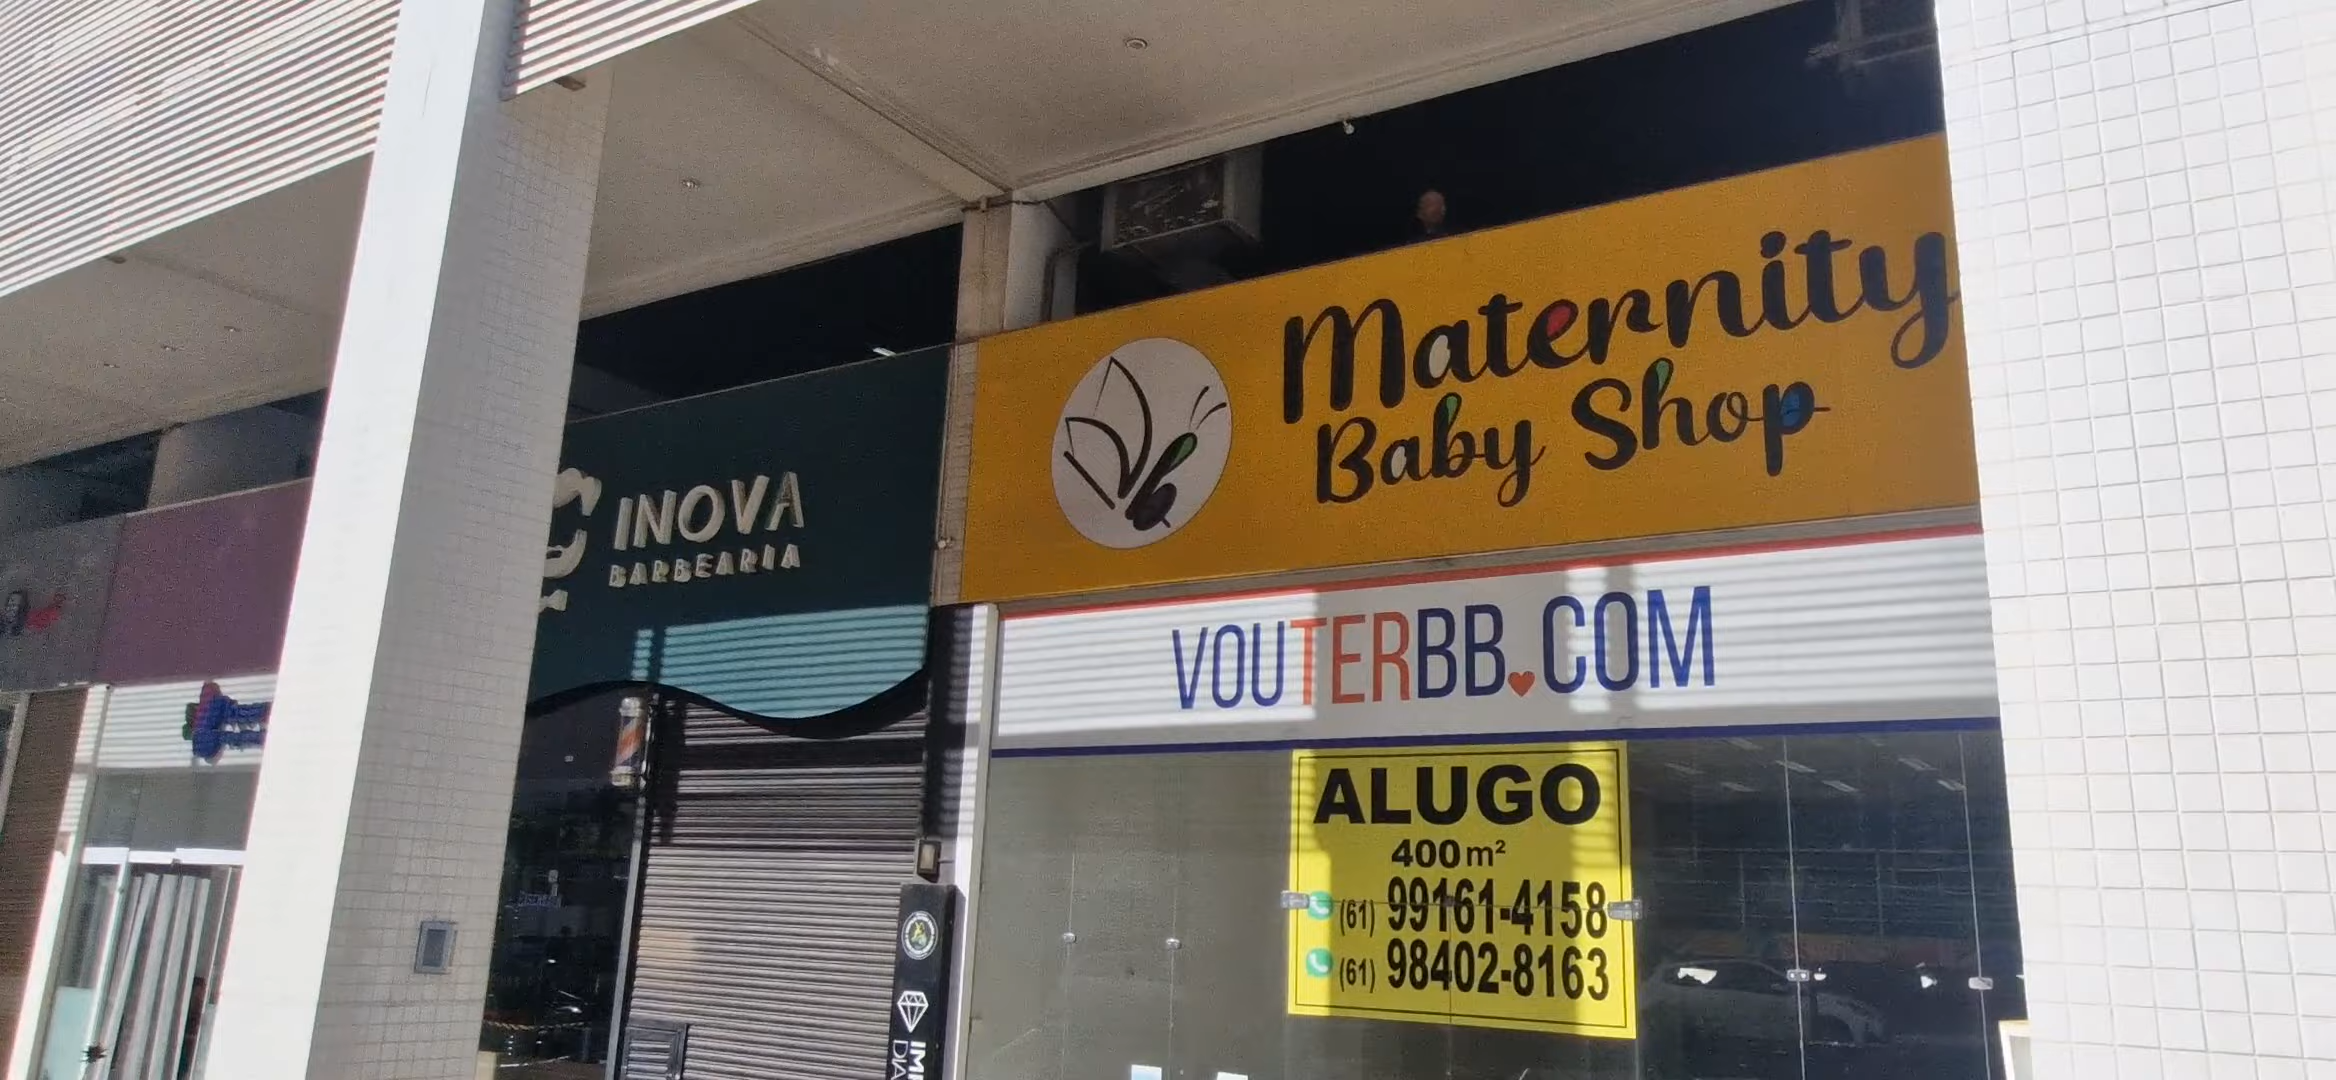 INOVA
BARBEARIA
Maternity
Baby Shop
VOUTERBB.COM
ALUGO
400m²
(61) 99161-4158
(61) 98402-8163